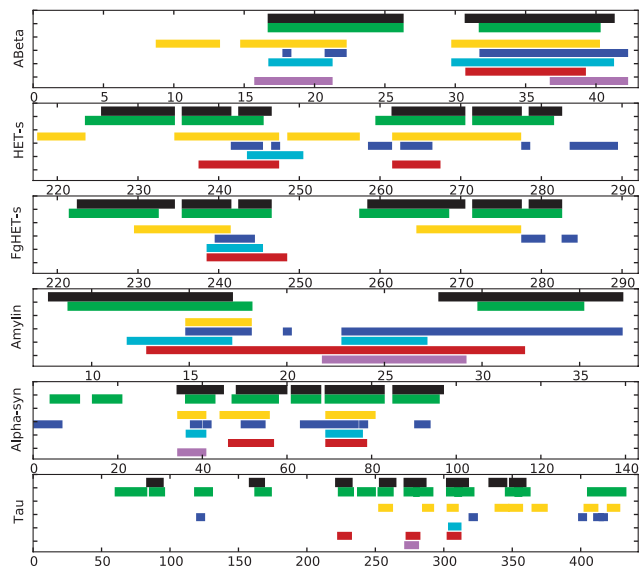 ABeta
0 5 10 15 20 25 30 35 40
HET-s
220 230 240 250 260 270 280 290
FgHET-s
220 230 240 250 260 270 280 290
Amylin
10 15 20 25 30 35
Alpha-syn
0 20 40 60 80 100 120 140
Tau
0 50 100 150 200 250 300 350 400